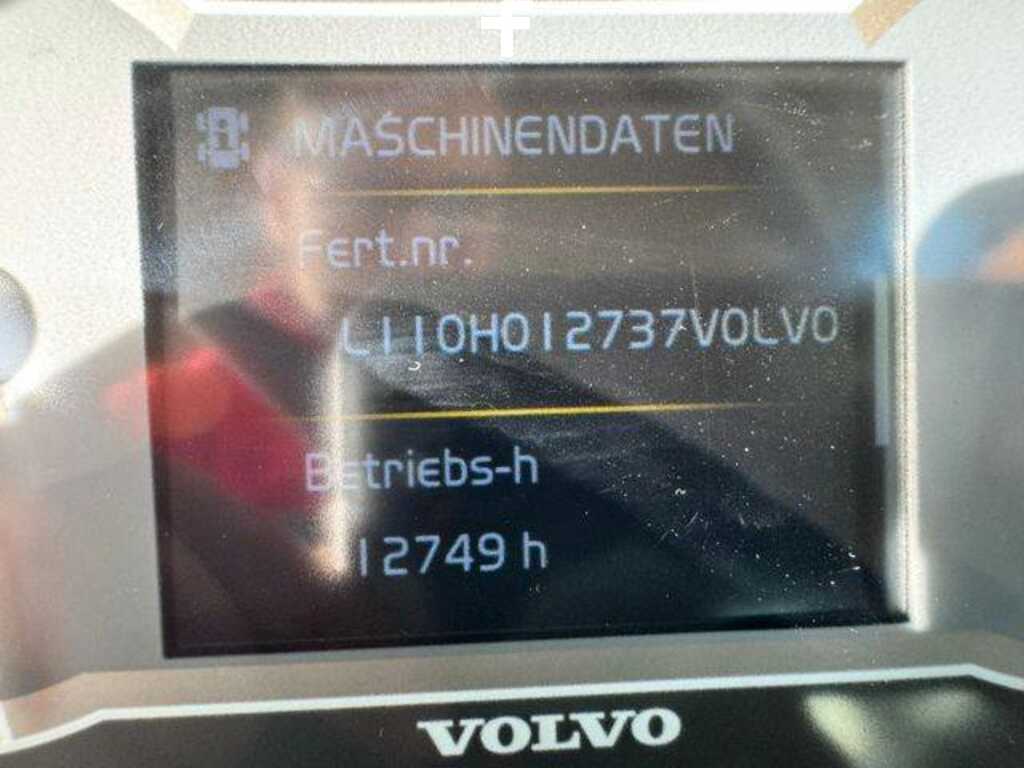 MASCHINENDATEN
Fert.nr.
L110H012737VOLVO
Betriebs-h
12749 h
VOLVO